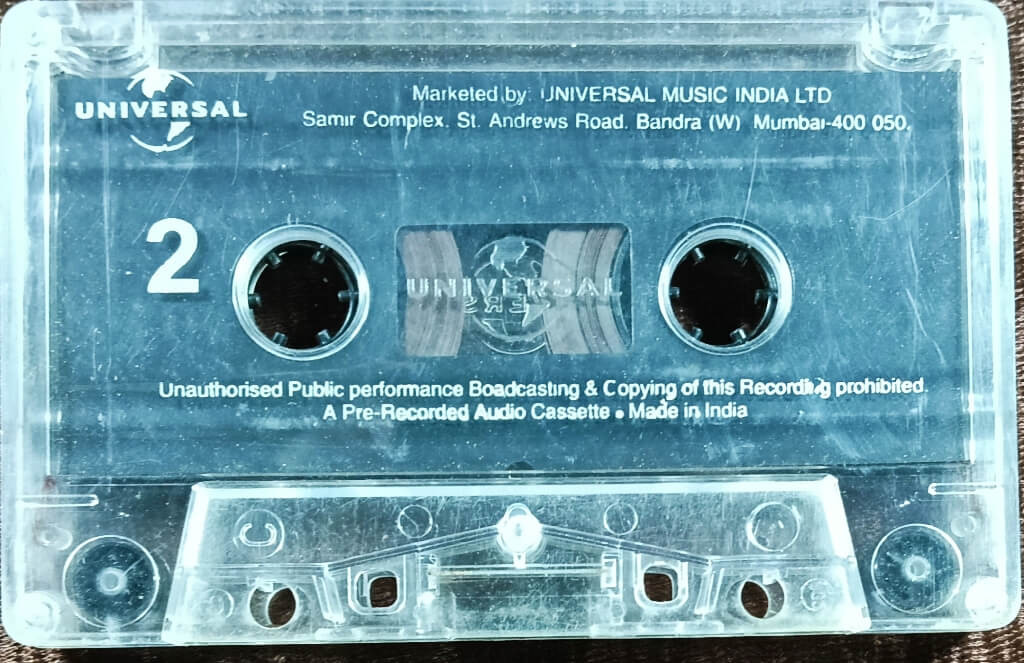 UNIVERSAL
Marketed by: UNIVERSAL MUSIC INDIA LTD
Samir Complex. St. Andrews Road. Bandra (W) Mumbai-400 050.
2
UNIVERSAL
Unauthorised Public performance Boadcasting & Copying of this Recording prohibited.
A Pre-Recorded Audio Cassette • Made in India